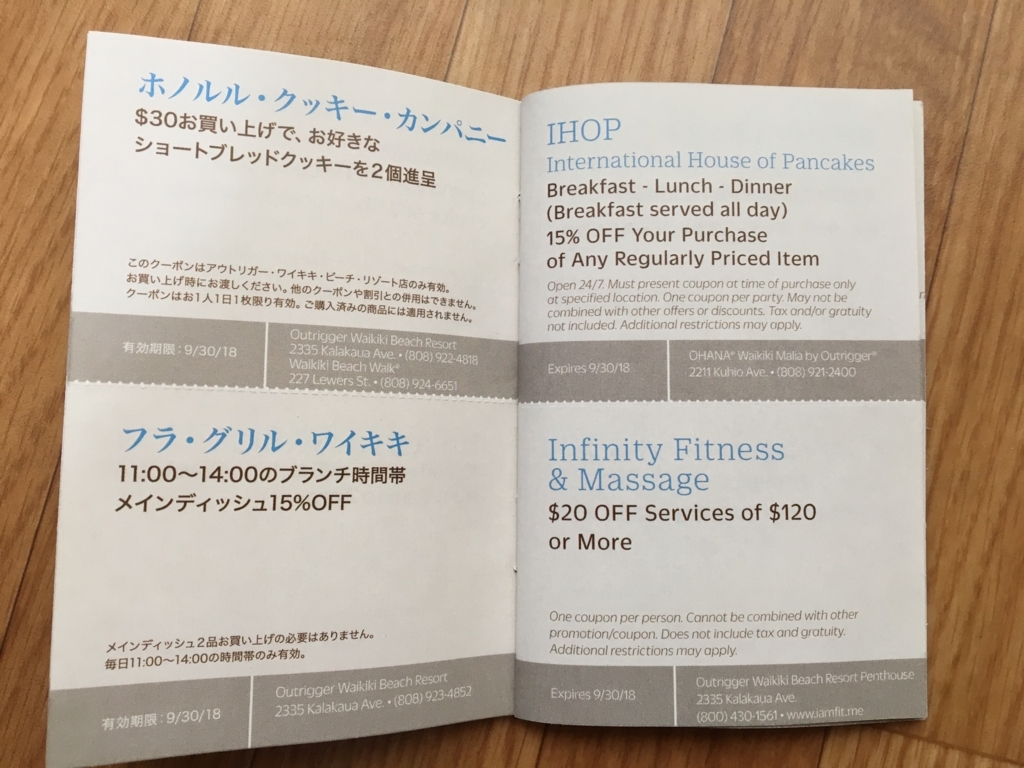 ホノルル・クッキー・カンパニー
$30お買い上げで、お好きな
ショートブレッドクッキーを2個進呈
このクーポンはアウトリガー・ワイキキ・ビーチ・リゾート店のみ有効。
お買い上げ時にお渡しください。他のクーポンや割引との併用はできません。
クーポンはお1人1日1枚限り有効。ご購入済みの商品には適用されません。
有効期限：9/30/18
Outrigger Waikiki Beach Resort
2335 Kalakaua Ave. • (808) 922-4818
Waikiki Beach Walk®
227 Lewers St. • (808) 924-6651
フラ・グリル・ワイキキ
11:00〜14:00のブランチ時間帯
メインディッシュ15%OFF
メインディッシュ2品お買い上げの必要はありません。
毎日11:00〜14:00の時間帯のみ有効。
有効期限：9/30/18
Outrigger Waikiki Beach Resort
2335 Kalakaua Ave. • (808) 923-4852
IHOP
International House of Pancakes
Breakfast - Lunch - Dinner
(Breakfast served all day)
15% OFF Your Purchase
of Any Regularly Priced Item
Open 24/7. Must present coupon at time of purchase only
at specified location. One coupon per party. May not be
combined with other offers or discounts. Tax and/or gratuity
not included. Additional restrictions may apply.
Expires 9/30/18
OHANA® Waikiki Malia by Outrigger®
2211 Kuhio Ave. • (808) 921-2400
Infinity Fitness
& Massage
$20 OFF Services of $120
or More
One coupon per person. Cannot be combined with other
promotion/coupon. Does not include tax and gratuity.
Additional restrictions may apply.
Expires 9/30/18
Outrigger Waikiki Beach Resort Penthouse
2335 Kalakaua Ave.
(800) 430-1561 • www.iamfit.me